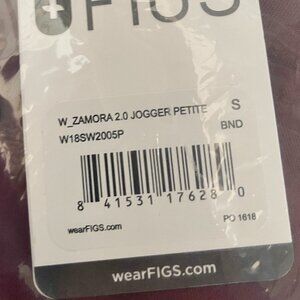 FIGS
W_ZAMORA 2.0 JOGGER PETITE S
W18SW2005P BND
8 41531 17628 0
wearFIGS.com PO 1618
wearFIGS.com